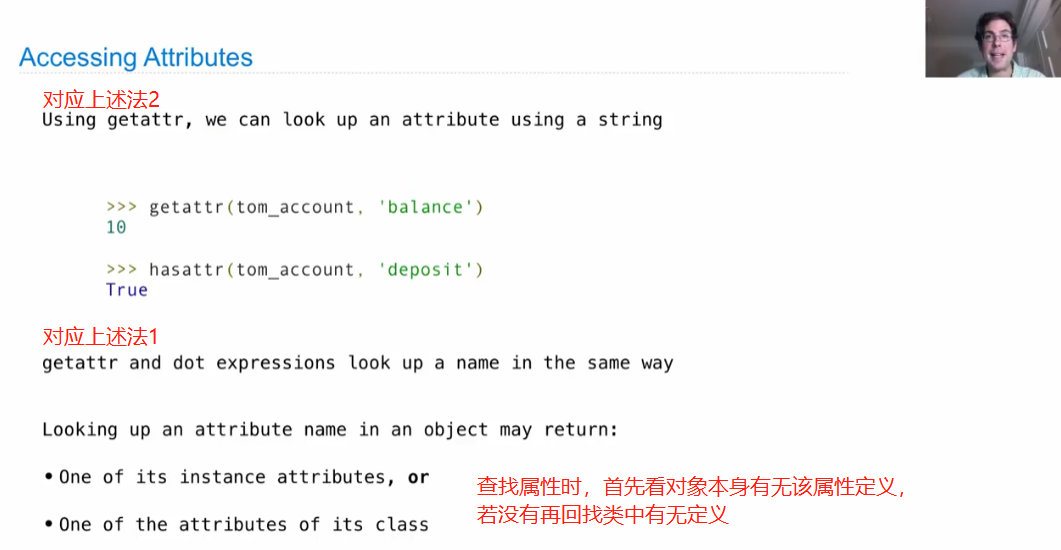 Accessing Attributes
对应上述法2
Using getattr, we can look up an attribute using a string
>>> getattr(tom_account, 'balance')
10
>>> hasattr(tom_account, 'deposit')
True
对应上述法1
getattr and dot expressions look up a name in the same way
Looking up an attribute name in an object may return:
• One of its instance attributes, or
• One of the attributes of its class
查找属性时，首先看对象本身有无该属性定义，
若没有再回找类中有无定义